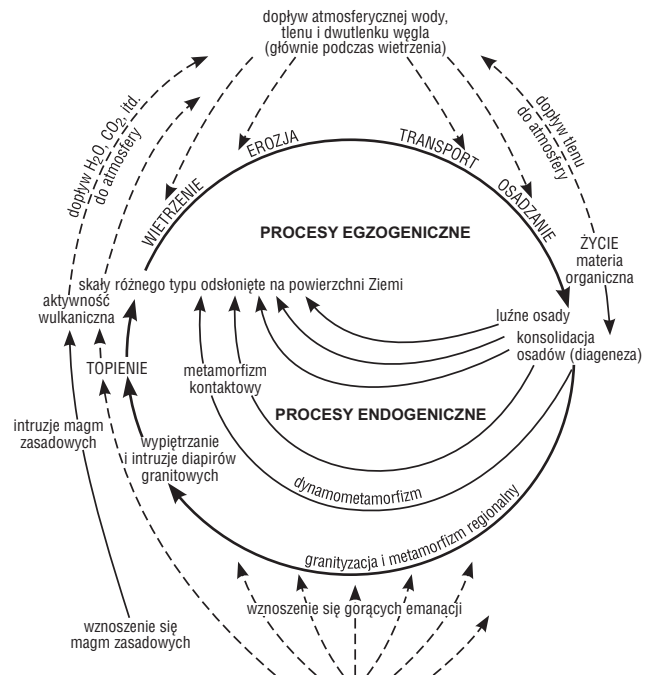 dopływ atmosferycznej wody,
tlenu i dwutlenku węgla
(głównie podczas wietrzenia)
dopływ H₂O, CO₂, itd.
do atmosfery
dopływ tlenu
do atmosfery
WIETRZENIE
EROZJA
TRANSPORT
OSADZANIE
PROCESY EGZOGENICZNE
ŻYCIE
materia
organiczna
skały różnego typu odsłonięte na powierzchni Ziemi
aktywność
wulkaniczna
luźne osady
konsolidacja
osadów (diageneza)
TOPIENIE
metamorfizm
kontaktowy
PROCESY ENDOGENICZNE
intruzje magm
zasadowych
wypiętrzanie
i intruzje diapirów
granitowych
dynamometamorfizm
granityzacja i metamorfizm regionalny
wznoszenie się gorących emanacji
wznoszenie się
magm zasadowych